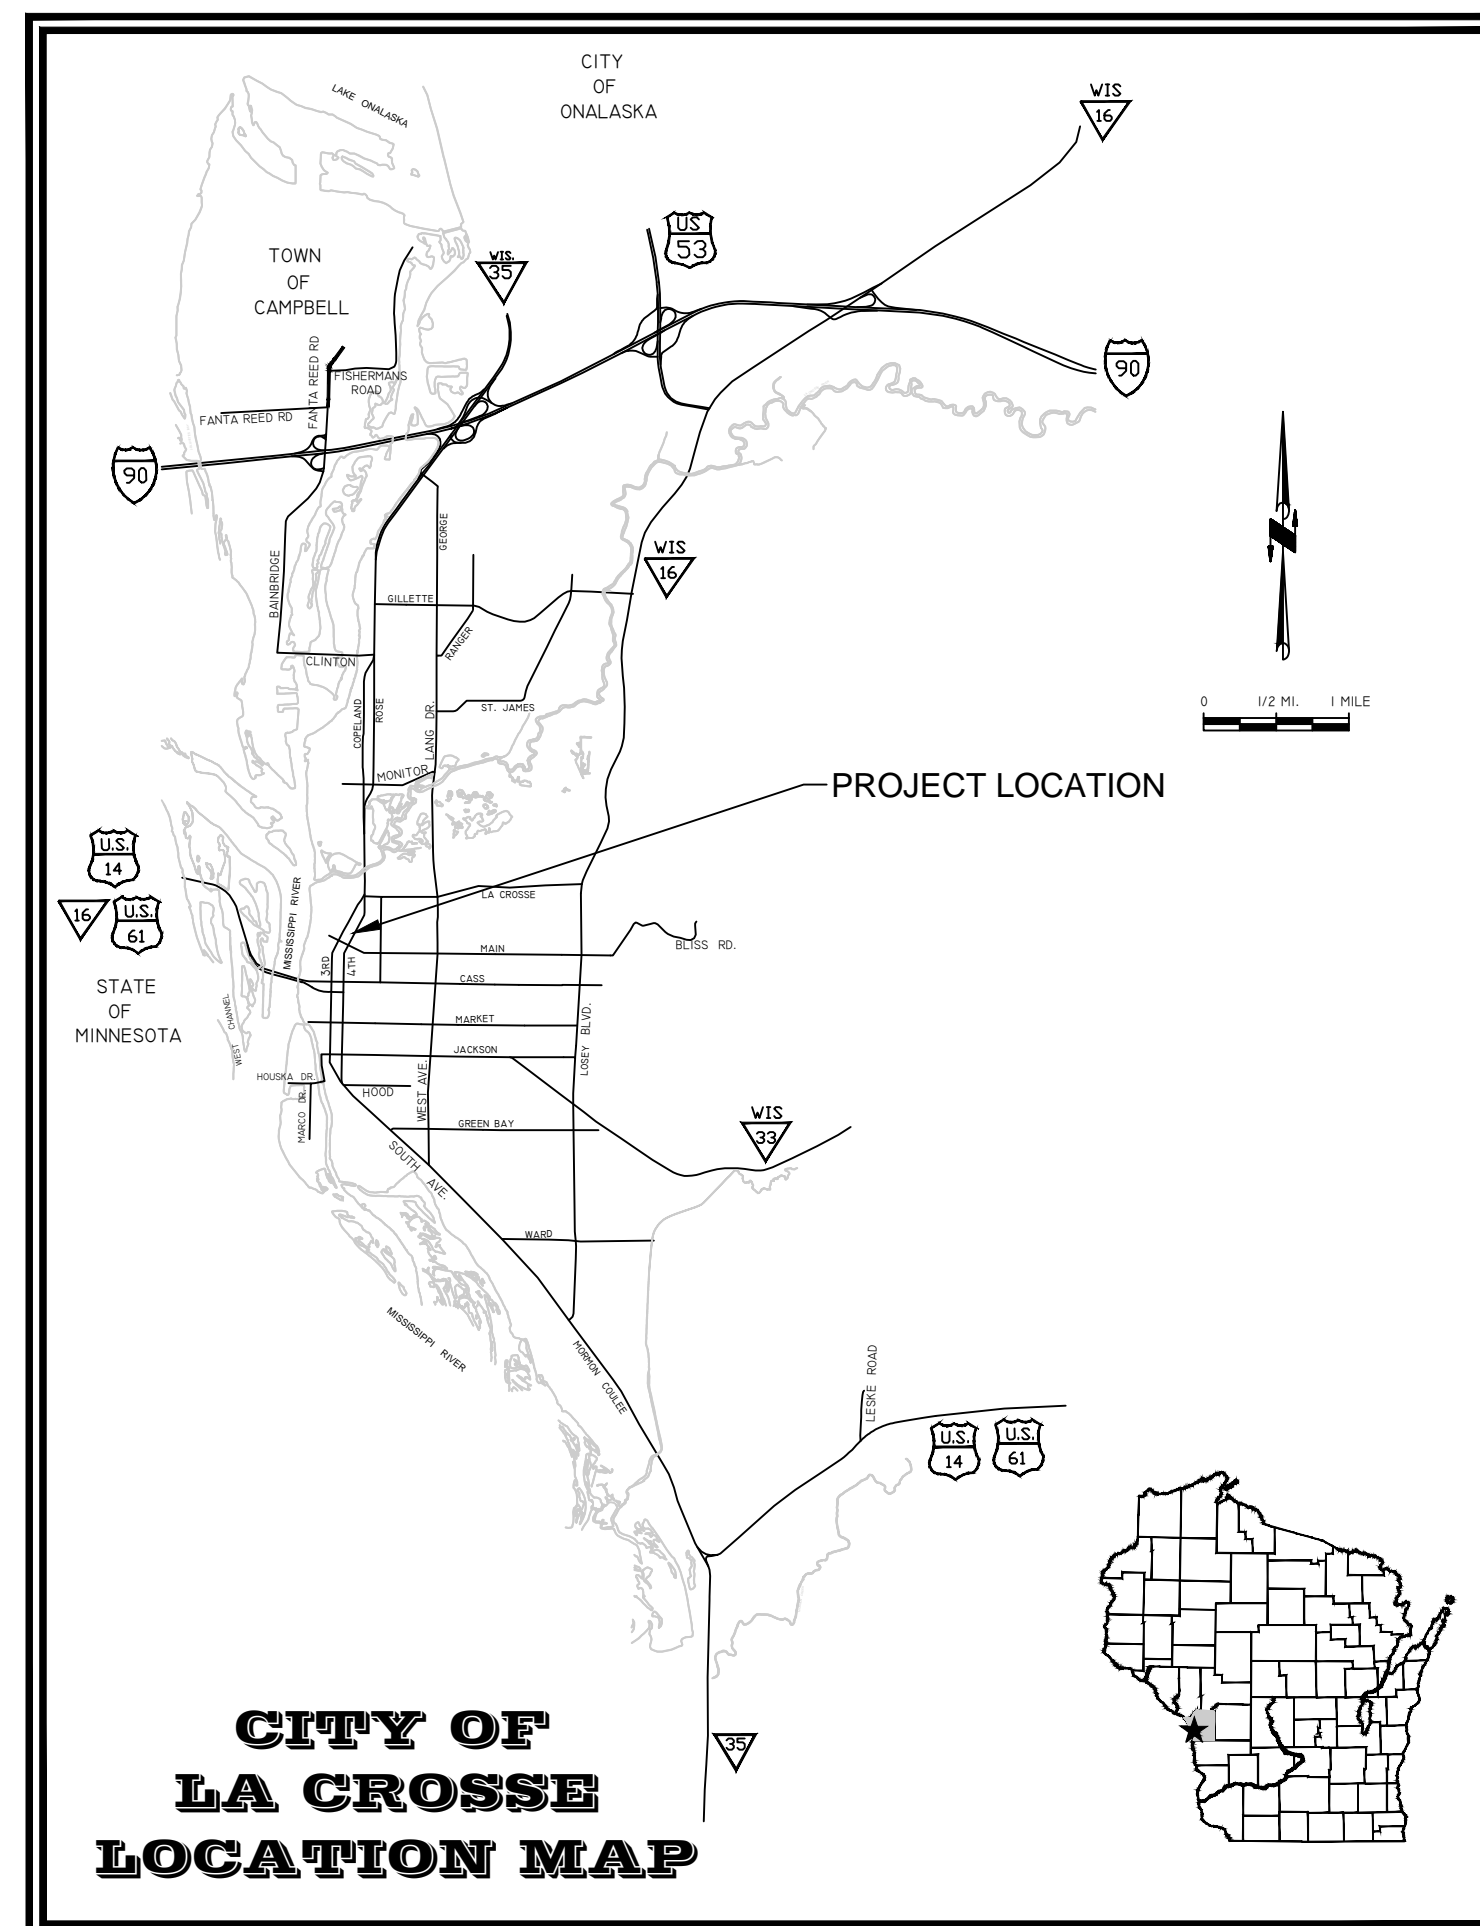 CITY
OF
ONALASKA
LAKE ONALASKA
WIS
16
US
53
WIS.
35
TOWN
OF
CAMPBELL
FANTA REED RD
FISHERMANS
ROAD
FANTA REED RD
90
90
GEORGE
WIS
16
BAINBRIDGE
GILLETTE
RANGER
CLINTON
COPELAND
ROSE
LANG DR.
ST. JAMES
0 1/2 MI. 1 MILE
MONITOR
PROJECT LOCATION
U.S.
14
16
U.S.
61
MISSISSIPPI RIVER
LA CROSSE
BLISS RD.
MAIN
3RD
4TH
CASS
STATE
OF
MINNESOTA
WEST CHANNEL
MARKET
LOSEY BLVD.
JACKSON
HOUSKA DR.
HOOD
WEST AVE.
MARCO DR.
GREEN BAY
WIS
33
SOUTH AVE.
WARD
MISSISSIPPI RIVER
MORMON COULEE
LESKE ROAD
U.S.
14
U.S.
61
35
CITY OF
LA CROSSE
LOCATION MAP